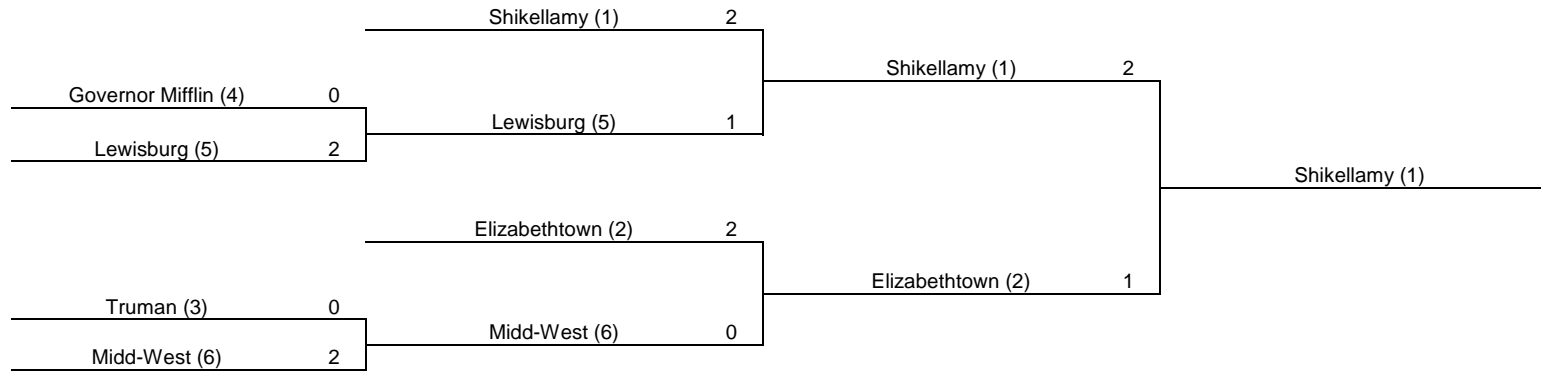 Shikellamy (1) 2
Shikellamy (1) 2
Governor Mifflin (4) 0
Lewisburg (5) 1
Lewisburg (5) 2
Shikellamy (1)
Elizabethtown (2) 2
Elizabethtown (2) 1
Truman (3) 0
Midd-West (6) 0
Midd-West (6) 2